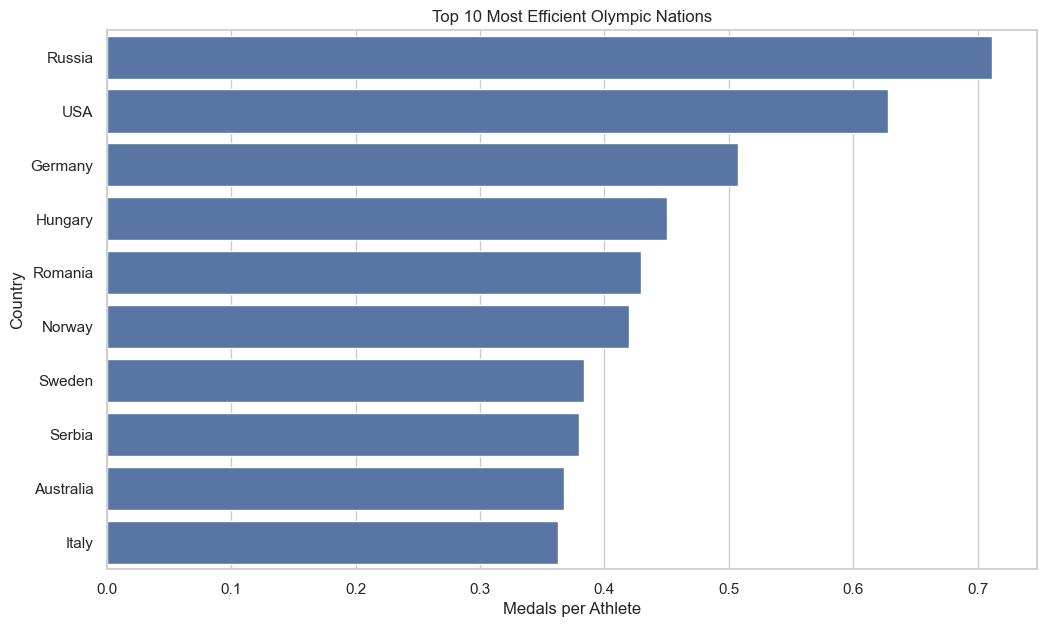 Top 10 Most Efficient Olympic Nations
Russia
USA
Germany
Hungary
Romania
Norway
Sweden
Serbia
Australia
Italy
Country
0.0 0.1 0.2 0.3 0.4 0.5 0.6 0.7
Medals per Athlete